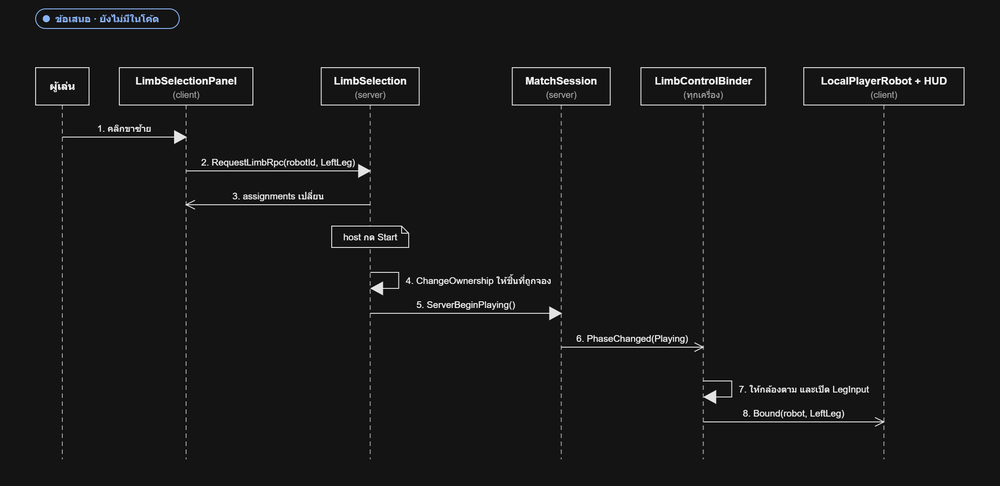 ข้อเสนอ · ยังไม่มีในโค้ด
ผู้เล่น
LimbSelectionPanel
(client)
LimbSelection
(server)
MatchSession
(server)
LimbControlBinder
(ทุกเครื่อง)
LocalPlayerRobot + HUD
(client)
1. คลิกขาซ้าย
2. RequestLimbRpc(robotId, LeftLeg)
3. assignments เปลี่ยน
host กด Start
4. ChangeOwnership ให้ชิ้นที่ถูกจอง
5. ServerBeginPlaying()
6. PhaseChanged(Playing)
7. ให้กล้องตาม และเปิด LegInput
8. Bound(robot, LeftLeg)